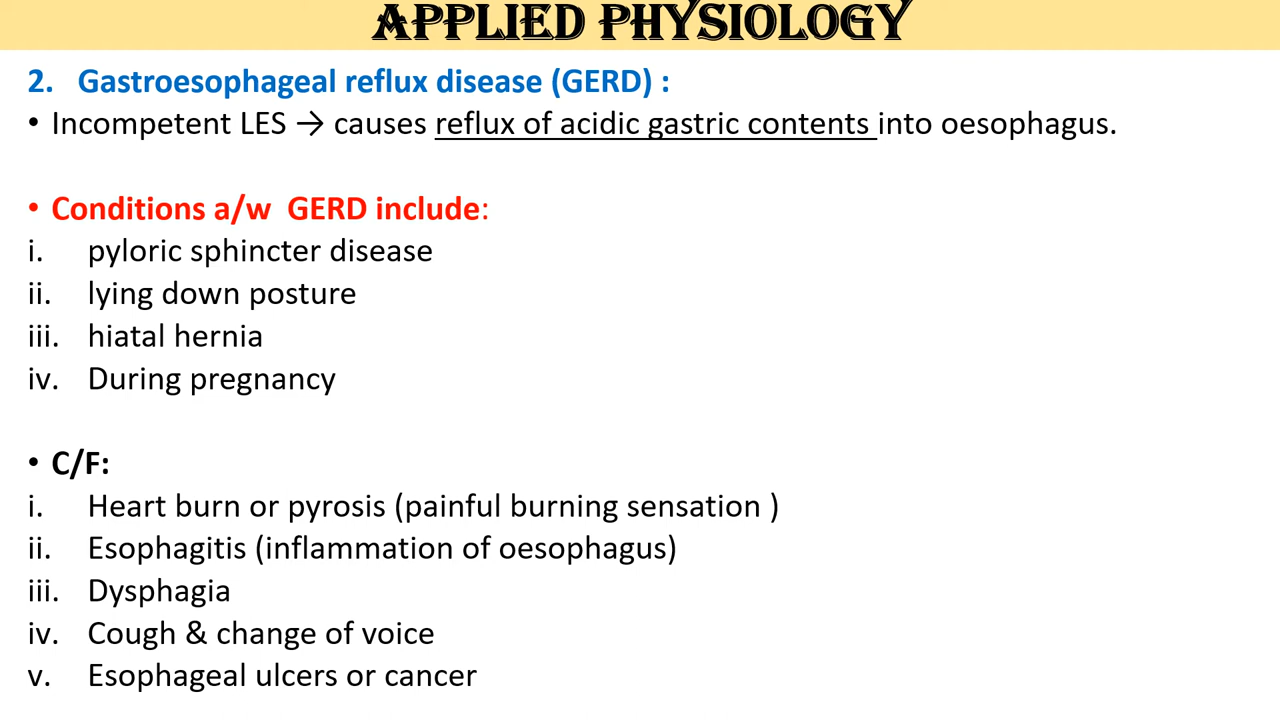 APPLIED PHYSIOLOGY
2. Gastroesophageal reflux disease (GERD) :
• Incompetent LES → causes reflux of acidic gastric contents into oesophagus.
• Conditions a/w GERD include:
i. pyloric sphincter disease
ii. lying down posture
iii. hiatal hernia
iv. During pregnancy
• C/F:
i. Heart burn or pyrosis (painful burning sensation )
ii. Esophagitis (inflammation of oesophagus)
iii. Dysphagia
iv. Cough & change of voice
v. Esophageal ulcers or cancer